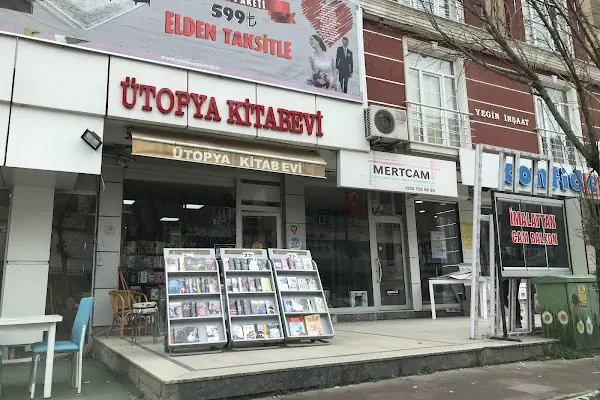 599₺
ELDEN TAKSİTLE
ÜTOPYA KİTABEVİ
ÜTOPYA KİTABEVİ
YEGİN İNŞAAT
MERTCAM
İMALATTAN
CAM BALKON